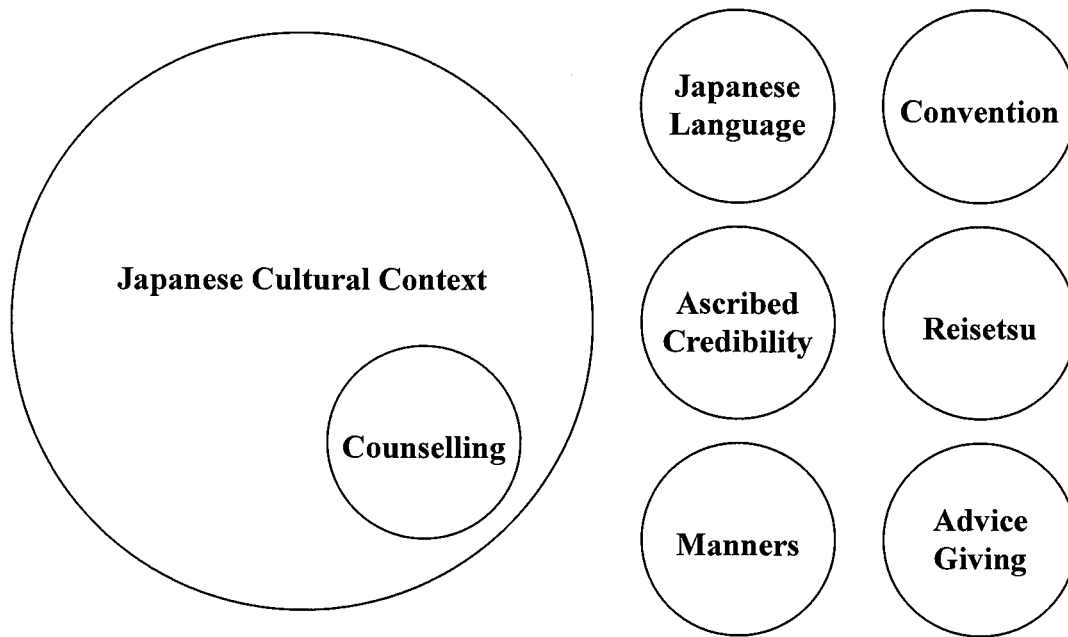 Japanese Cultural Context
Counselling
Japanese
Language
Convention
Ascribed
Credibility
Reisetsu
Manners
Advice
Giving